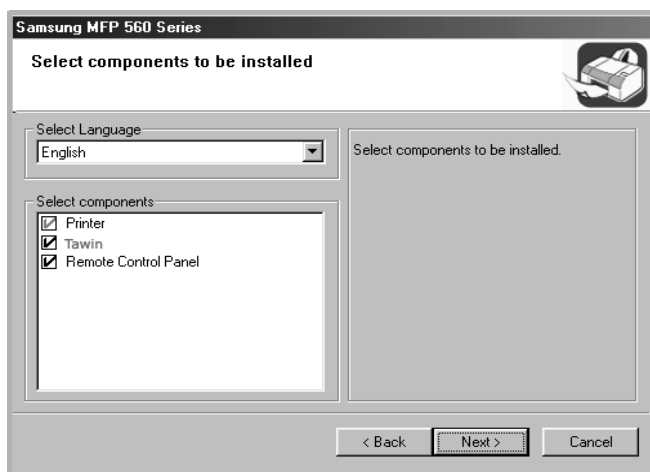 Samsung MFP 560 Series
Select components to be installed
Select Language
English
Select components to be installed.
Select components
Printer
Tawin
Remote Control Panel
< Back
Next >
Cancel